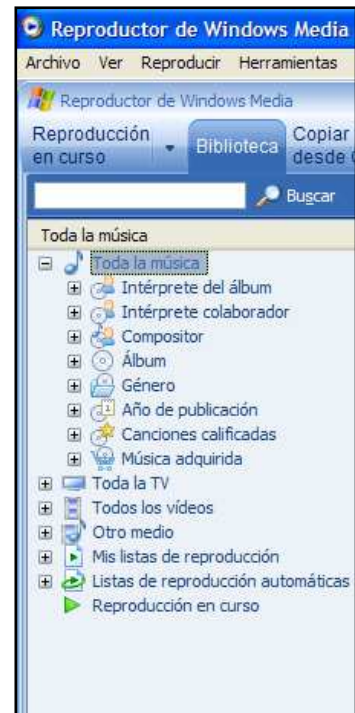 Reproductor de Windows Media
Archivo Ver Reproducir Herramientas
Reproductor de Windows Media
Reproducción en curso
Biblioteca
Copiar desde
Buscar
Toda la música
Toda la música
Intérprete del álbum
Intérprete colaborador
Compositor
Álbum
Género
Año de publicación
Canciones calificadas
Música adquirida
Toda la TV
Todos los vídeos
Otro medio
Mis listas de reproducción
Listas de reproducción automáticas
Reproducción en curso